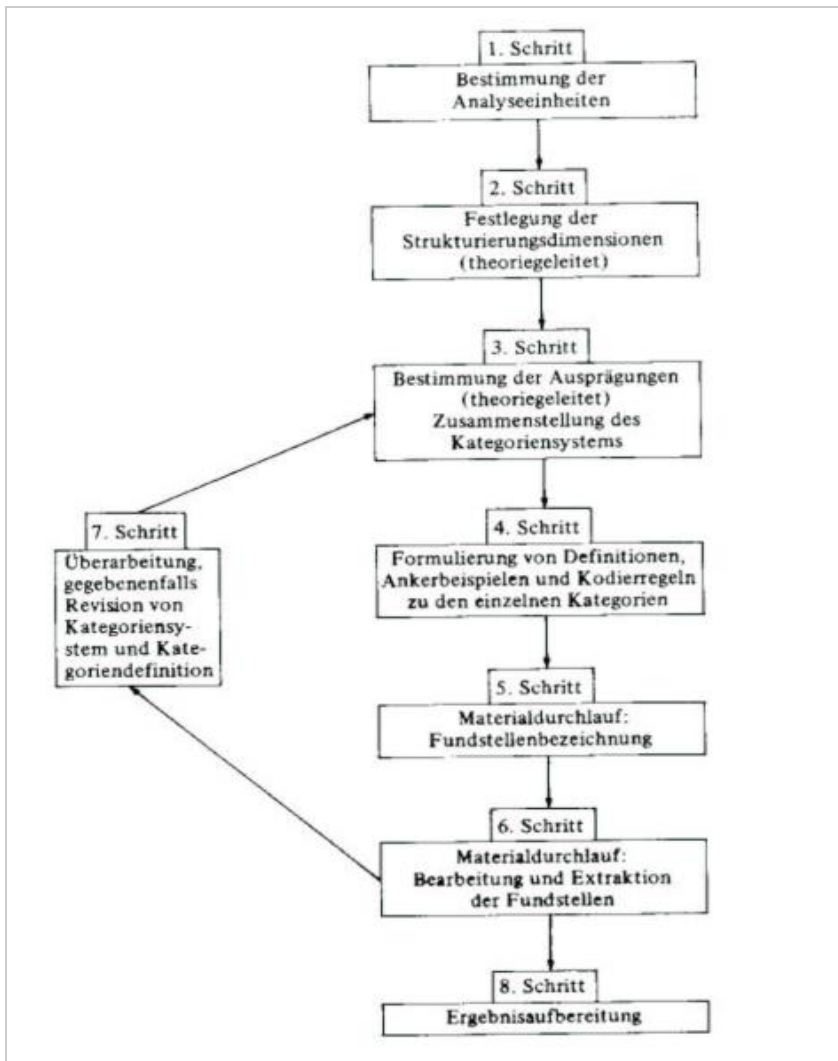 1. Schritt
Bestimmung der
Analyseeinheiten
2. Schritt
Festlegung der
Strukturierungsdimensionen
(theoriegeleitet)
3. Schritt
Bestimmung der Ausprägungen
(theoriegeleitet)
Zusammenstellung des
Kategoriensystems
4. Schritt
Formulierung von Definitionen,
Ankerbeispielen und Kodierregeln
zu den einzelnen Kategorien
5. Schritt
Materialdurchlauf:
Fundstellenbezeichnung
6. Schritt
Materialdurchlauf:
Bearbeitung und Extraktion
der Fundstellen
7. Schritt
Überarbeitung,
gegebenenfalls
Revision von
Kategoriensy-
stem und Kate-
goriendefinition
8. Schritt
Ergebnisaufbereitung